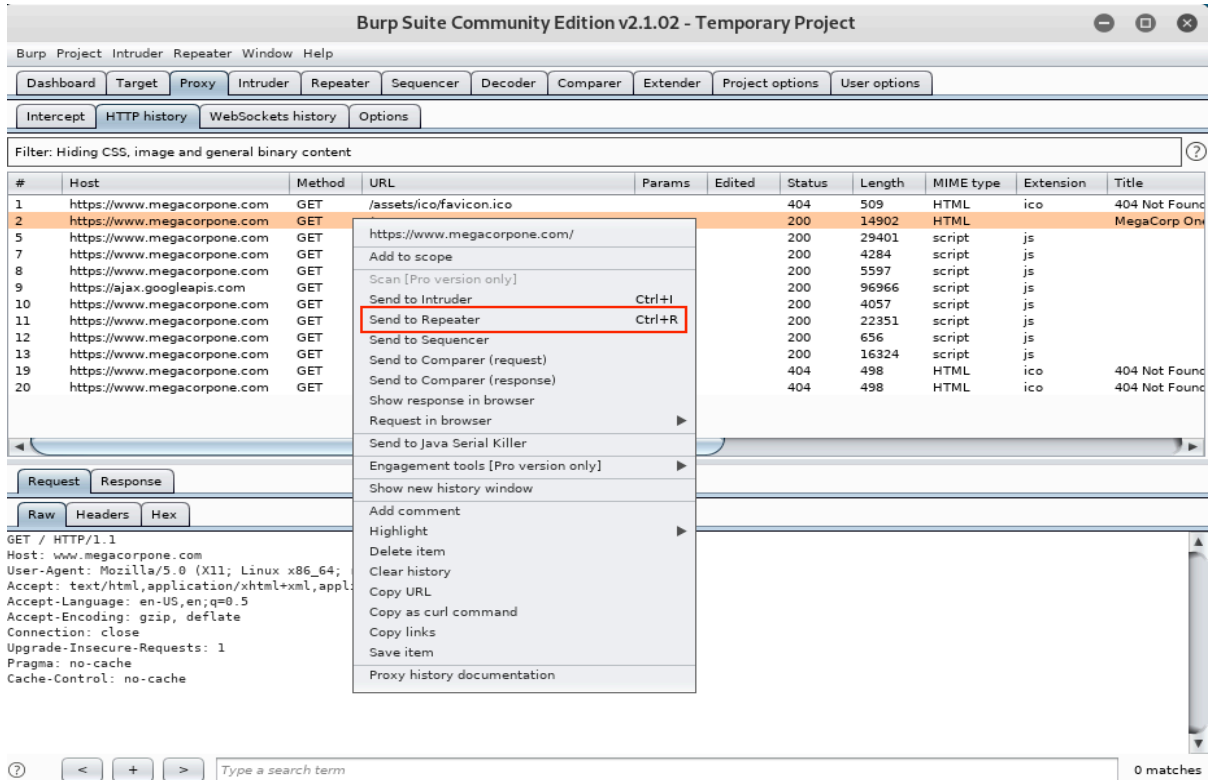 Burp Suite Community Edition v2.1.02 - Temporary Project
Burp Project Intruder Repeater Window Help
Dashboard Target Proxy Intruder Repeater Sequencer Decoder Comparer Extender Project options User options
Intercept HTTP history WebSockets history Options
Filter: Hiding CSS, image and general binary content ?
# Host Method URL Params Edited Status Length MIME type Extension Title
1 https://www.megacorpone.com GET /assets/ico/favicon.ico 404 509 HTML ico 404 Not Found
2 https://www.megacorpone.com GET 200 14902 HTML MegaCorp One
5 https://www.megacorpone.com GET 200 29401 script js
7 https://www.megacorpone.com GET 200 4284 script js
8 https://www.megacorpone.com GET 200 5597 script js
9 https://ajax.googleapis.com GET 200 96966 script js
10 https://www.megacorpone.com GET 200 4057 script js
11 https://www.megacorpone.com GET 200 22351 script js
12 https://www.megacorpone.com GET 200 656 script js
13 https://www.megacorpone.com GET 200 16324 script js
19 https://www.megacorpone.com GET 404 498 HTML ico 404 Not Found
20 https://www.megacorpone.com GET 404 498 HTML ico 404 Not Found
https://www.megacorpone.com/
Add to scope
Scan [Pro version only]
Send to Intruder Ctrl+I
Send to Repeater Ctrl+R
Send to Sequencer
Send to Comparer (request)
Send to Comparer (response)
Show response in browser
Request in browser
Send to Java Serial Killer
Engagement tools [Pro version only]
Show new history window
Add comment
Highlight
Delete item
Clear history
Copy URL
Copy as curl command
Copy links
Save item
Proxy history documentation
Request Response
Raw Headers Hex
GET / HTTP/1.1
Host: www.megacorpone.com
User-Agent: Mozilla/5.0 (X11; Linux x86_64;
Accept: text/html,application/xhtml+xml,appl
Accept-Language: en-US,en;q=0.5
Accept-Encoding: gzip, deflate
Connection: close
Upgrade-Insecure-Requests: 1
Pragma: no-cache
Cache-Control: no-cache
? < + > Type a search term 0 matches